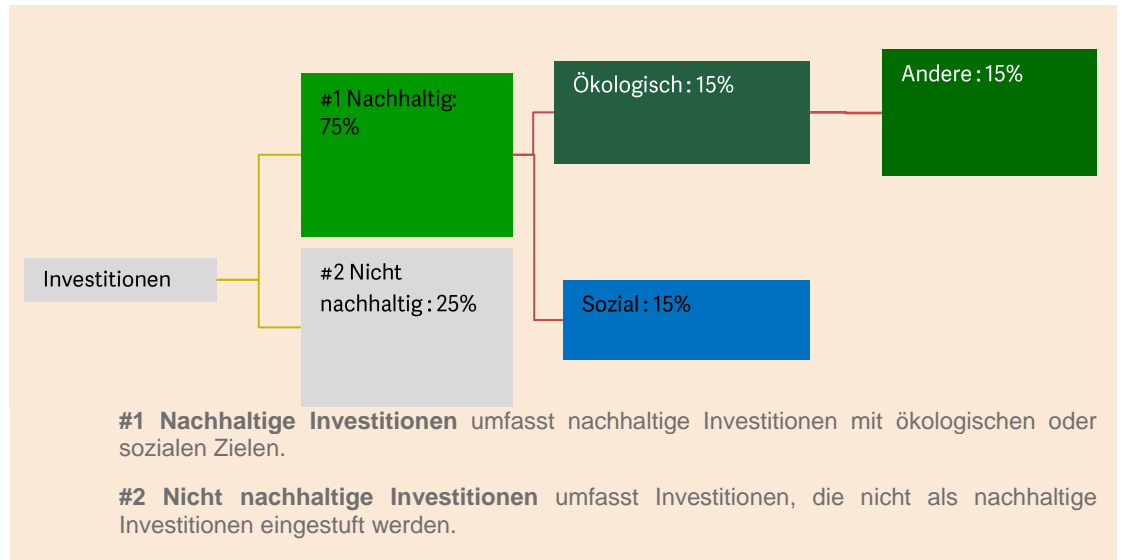 Investitionen
#1 Nachhaltig:
75%
#2 Nicht
nachhaltig : 25%
Ökologisch : 15%
Sozial : 15%
Andere : 15%
#1 Nachhaltige Investitionen umfasst nachhaltige Investitionen mit ökologischen oder
sozialen Zielen.
#2 Nicht nachhaltige Investitionen umfasst Investitionen, die nicht als nachhaltige
Investitionen eingestuft werden.